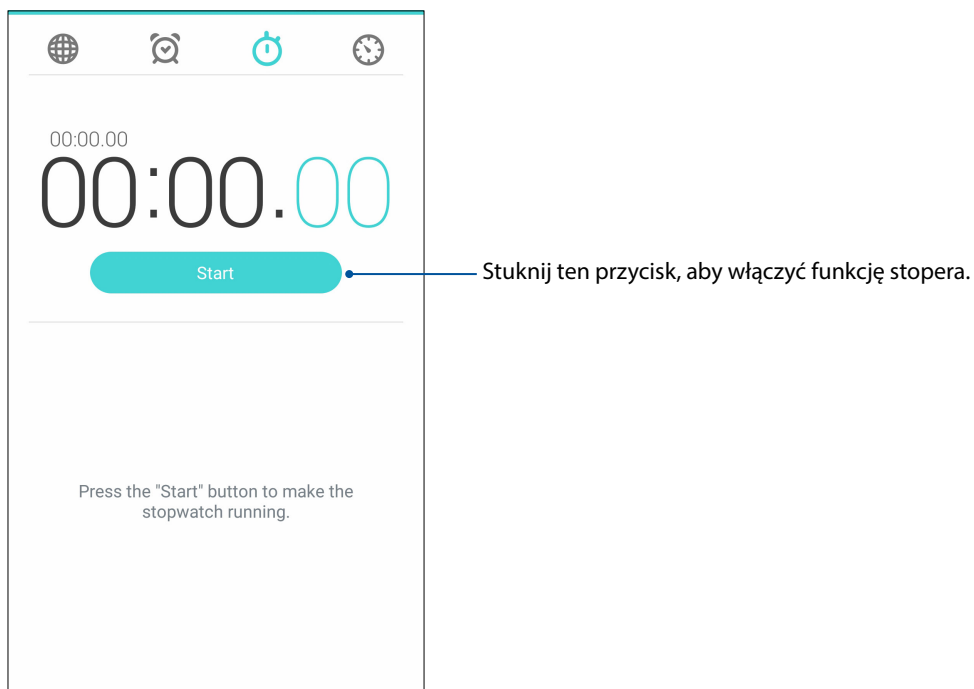 00:00.00
00:00.00
Start
Stuknij ten przycisk, aby włączyć funkcję stopera.
Press the "Start" button to make the
stopwatch running.